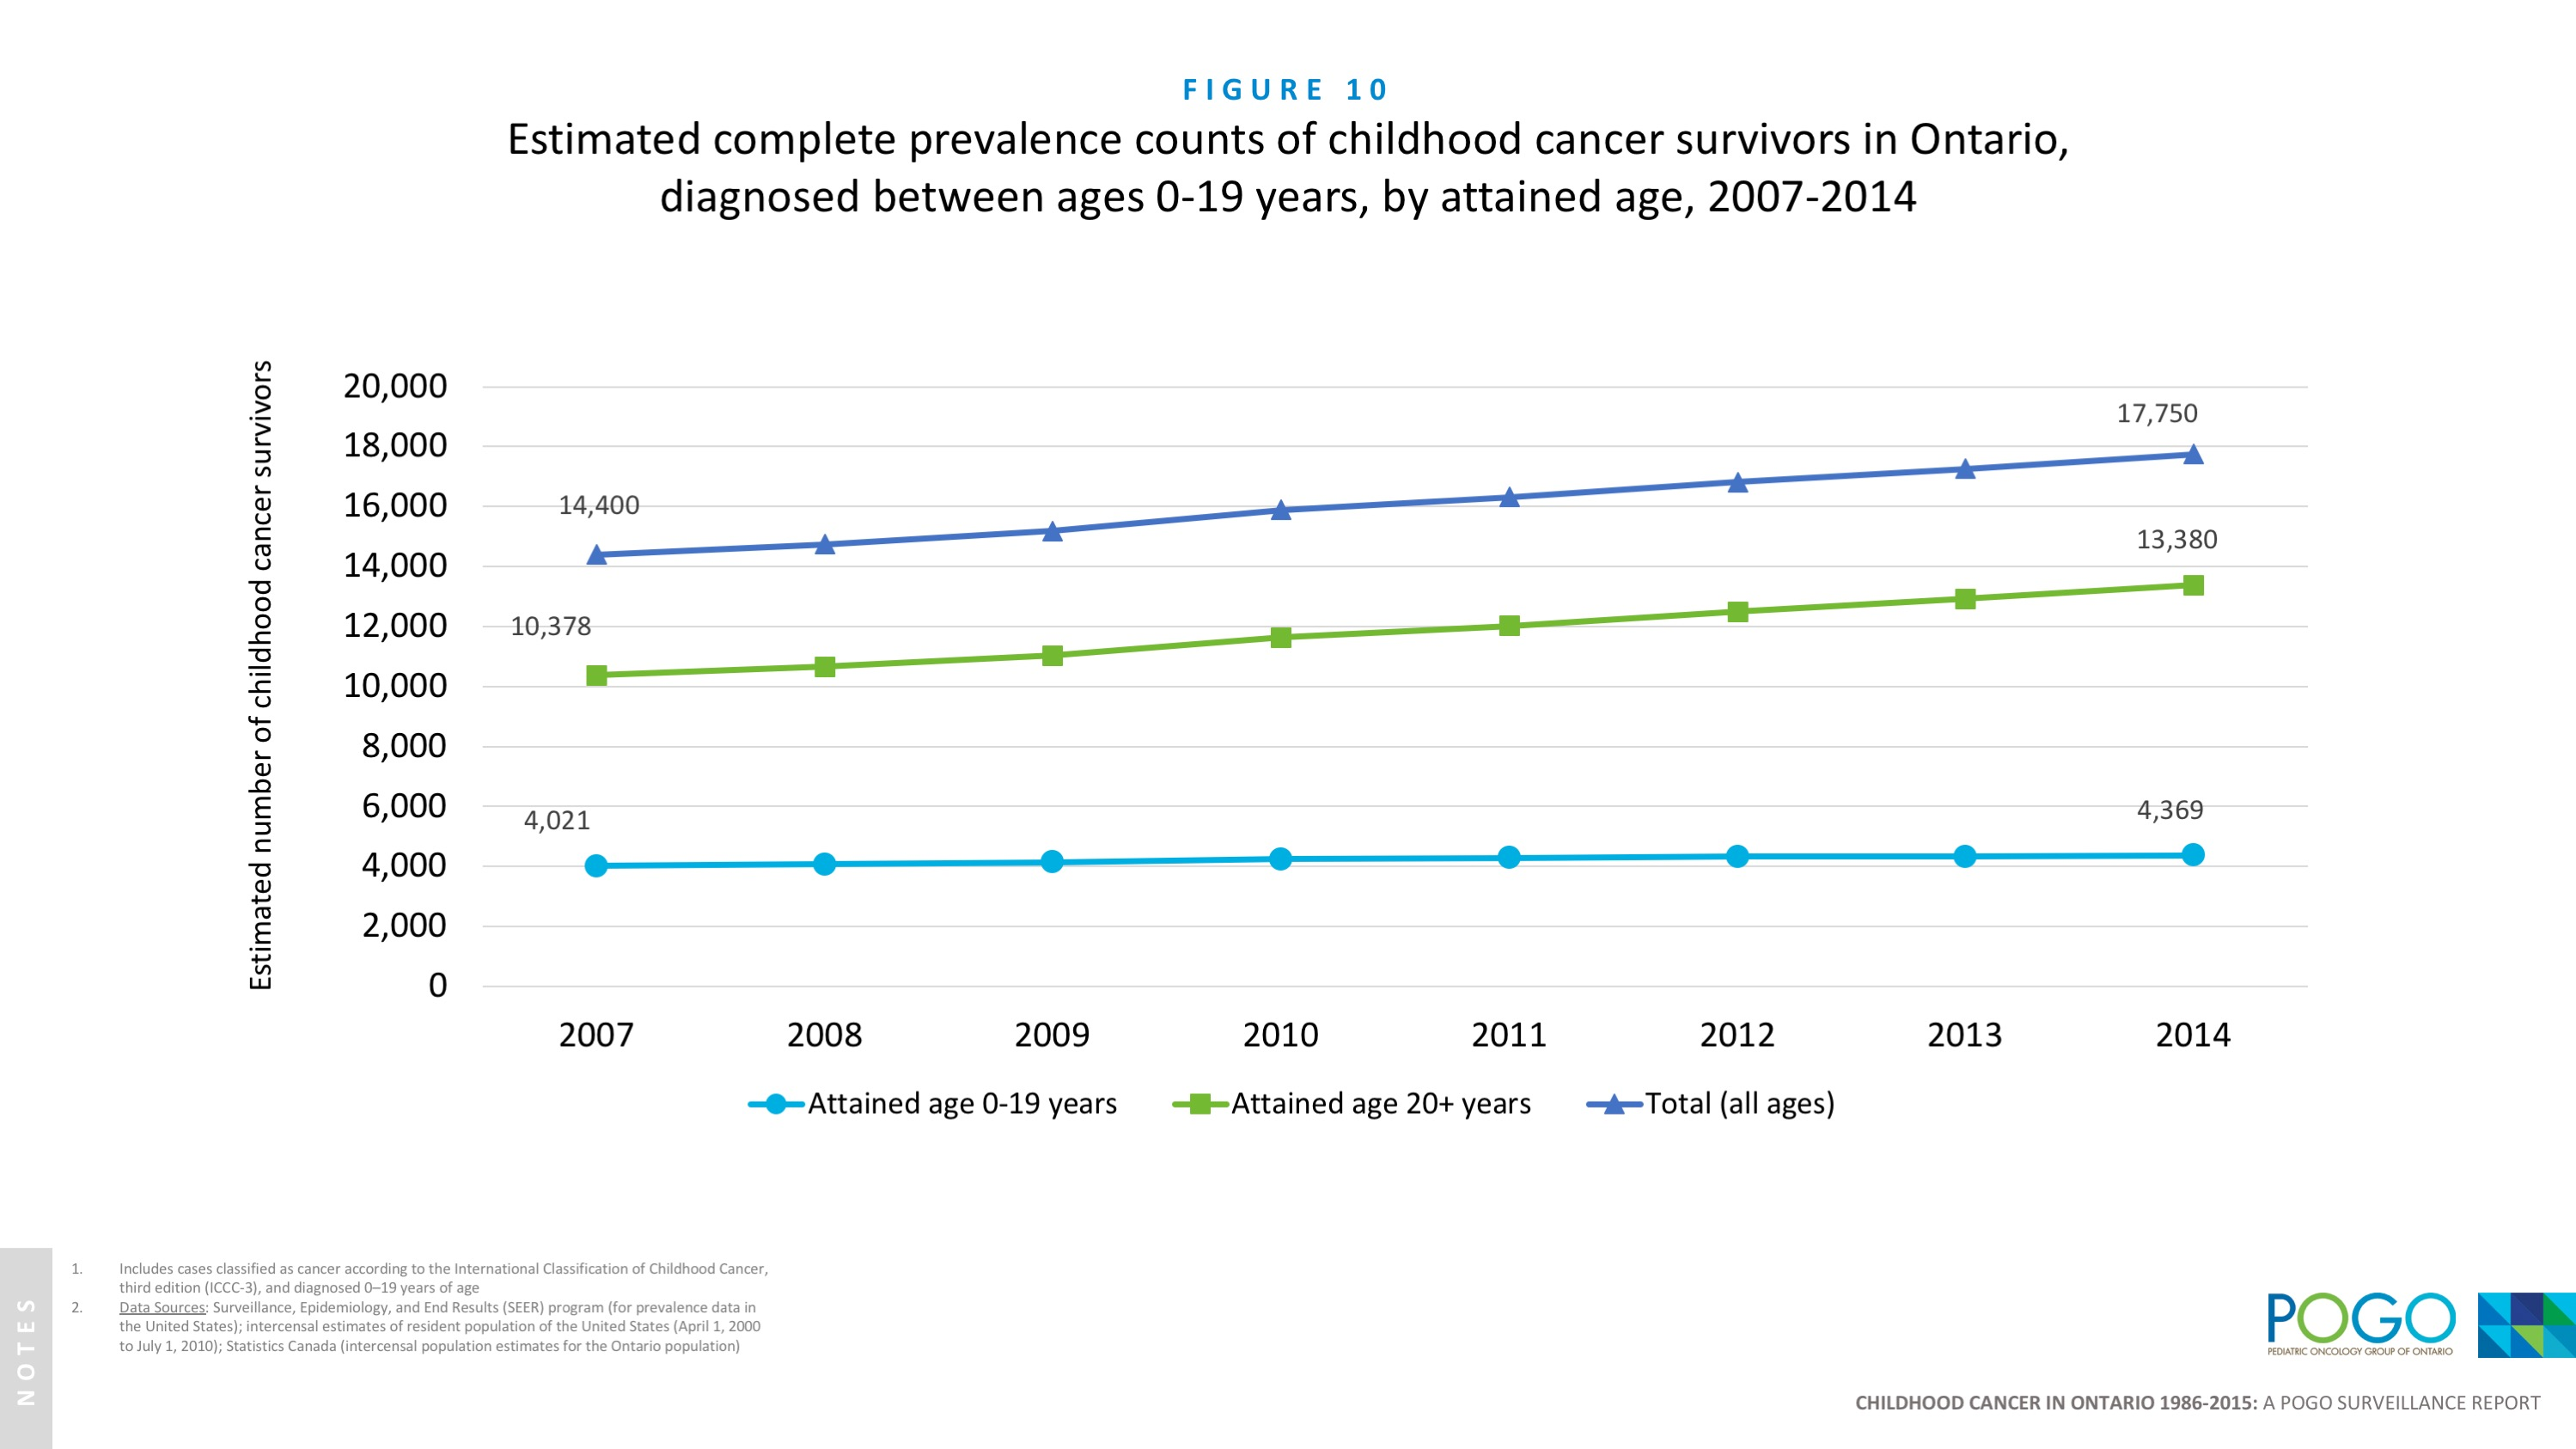 FIGURE 10
Estimated complete prevalence counts of childhood cancer survivors in Ontario,
diagnosed between ages 0-19 years, by attained age, 2007-2014
Estimated number of childhood cancer survivors
20,000
18,000
16,000
14,000
12,000
10,000
8,000
6,000
4,000
2,000
0
14,400
17,750
10,378
13,380
4,021
4,369
2007 2008 2009 2010 2011 2012 2013 2014
Attained age 0-19 years Attained age 20+ years Total (all ages)
NOTES
1. Includes cases classified as cancer according to the International Classification of Childhood Cancer,
third edition (ICCC-3), and diagnosed 0–19 years of age
2. Data Sources: Surveillance, Epidemiology, and End Results (SEER) program (for prevalence data in
the United States); intercensal estimates of resident population of the United States (April 1, 2000
to July 1, 2010); Statistics Canada (intercensal population estimates for the Ontario population)
POGO
PEDIATRIC ONCOLOGY GROUP OF ONTARIO
CHILDHOOD CANCER IN ONTARIO 1986-2015: A POGO SURVEILLANCE REPORT